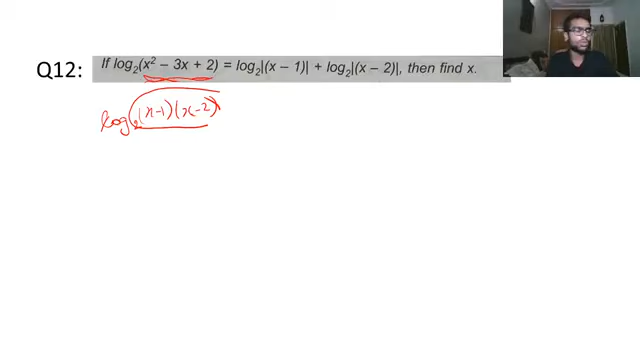 Q12: If log₂(x² − 3x + 2) = log₂|(x − 1)| + log₂|(x − 2)|, then find x.
log₂(x-1)(x-2)